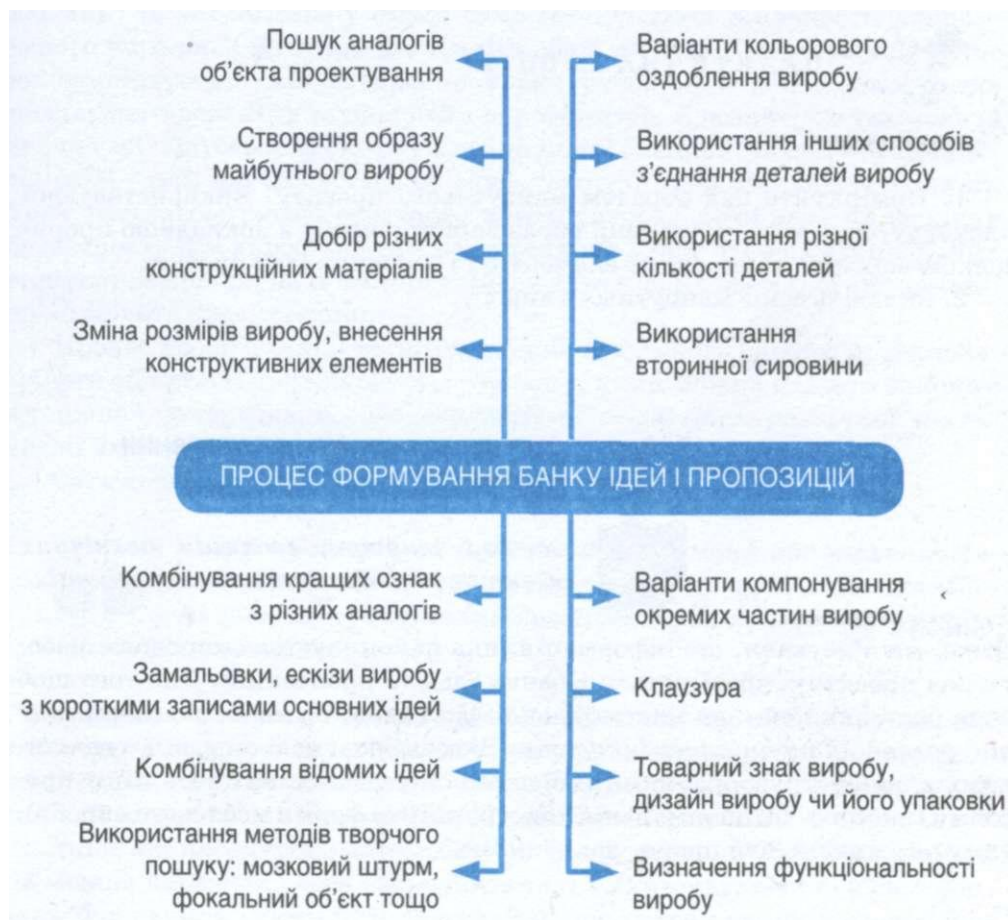 Пошук аналогів
об’єкта проектування
Варіанти кольорового
оздоблення виробу
Створення образу
майбутнього виробу
Використання інших способів
з’єднання деталей виробу
Добір різних
конструкційних матеріалів
Використання різної
кількості деталей
Зміна розмірів виробу, внесення
конструктивних елементів
Використання
вторинної сировини
ПРОЦЕС ФОРМУВАННЯ БАНКУ ІДЕЙ І ПРОПОЗИЦІЙ
Комбінування кращих ознак
з різних аналогів
Варіанти компонування
окремих частин виробу
Замальовки, ескізи виробу
з короткими записами основних ідей
Клаузура
Комбінування відомих ідей
Товарний знак виробу,
дизайн виробу чи його упаковки
Використання методів творчого
пошуку: мозковий штурм,
фокальний об’єкт тощо
Визначення функціональності
виробу